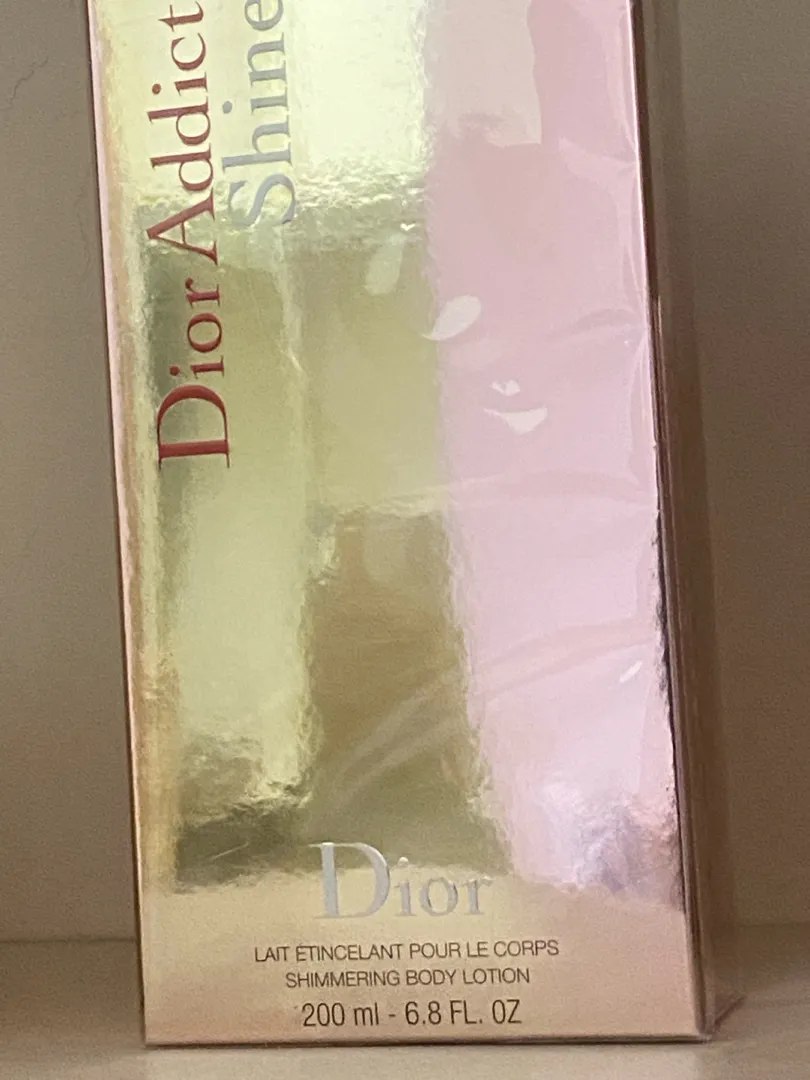 Dior Addict
Shine
Dior
LAIT ÉTINCELANT POUR LE CORPS
SHIMMERING BODY LOTION
200 ml - 6.8 FL. OZ